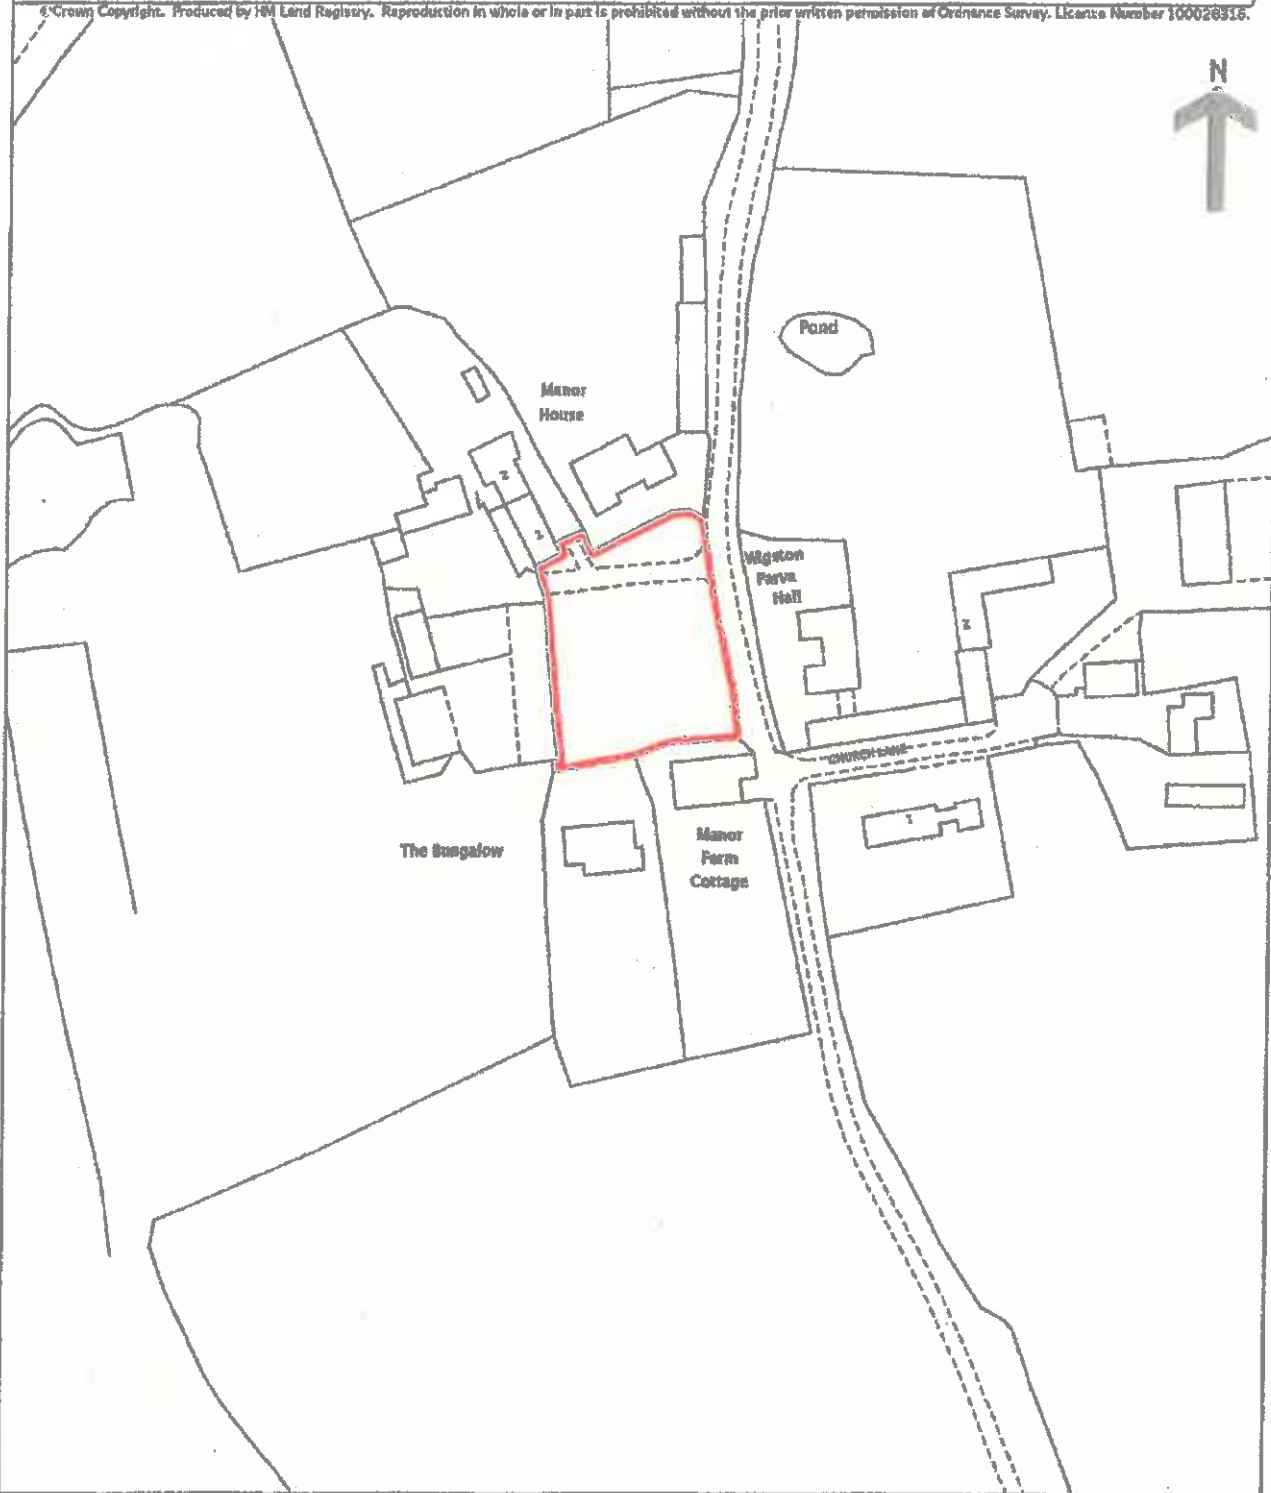 © Crown Copyright. Produced by HM Land Registry. Reproduction in whole or in part is prohibited without the prior written permission of Ordnance Survey. Licence Number 100026316.
N
Pond
Manor
House
2
1
Wigston
Parva
Hall
2
CHURCH LANE
1
Manor
Farm
Cottage
The Bungalow